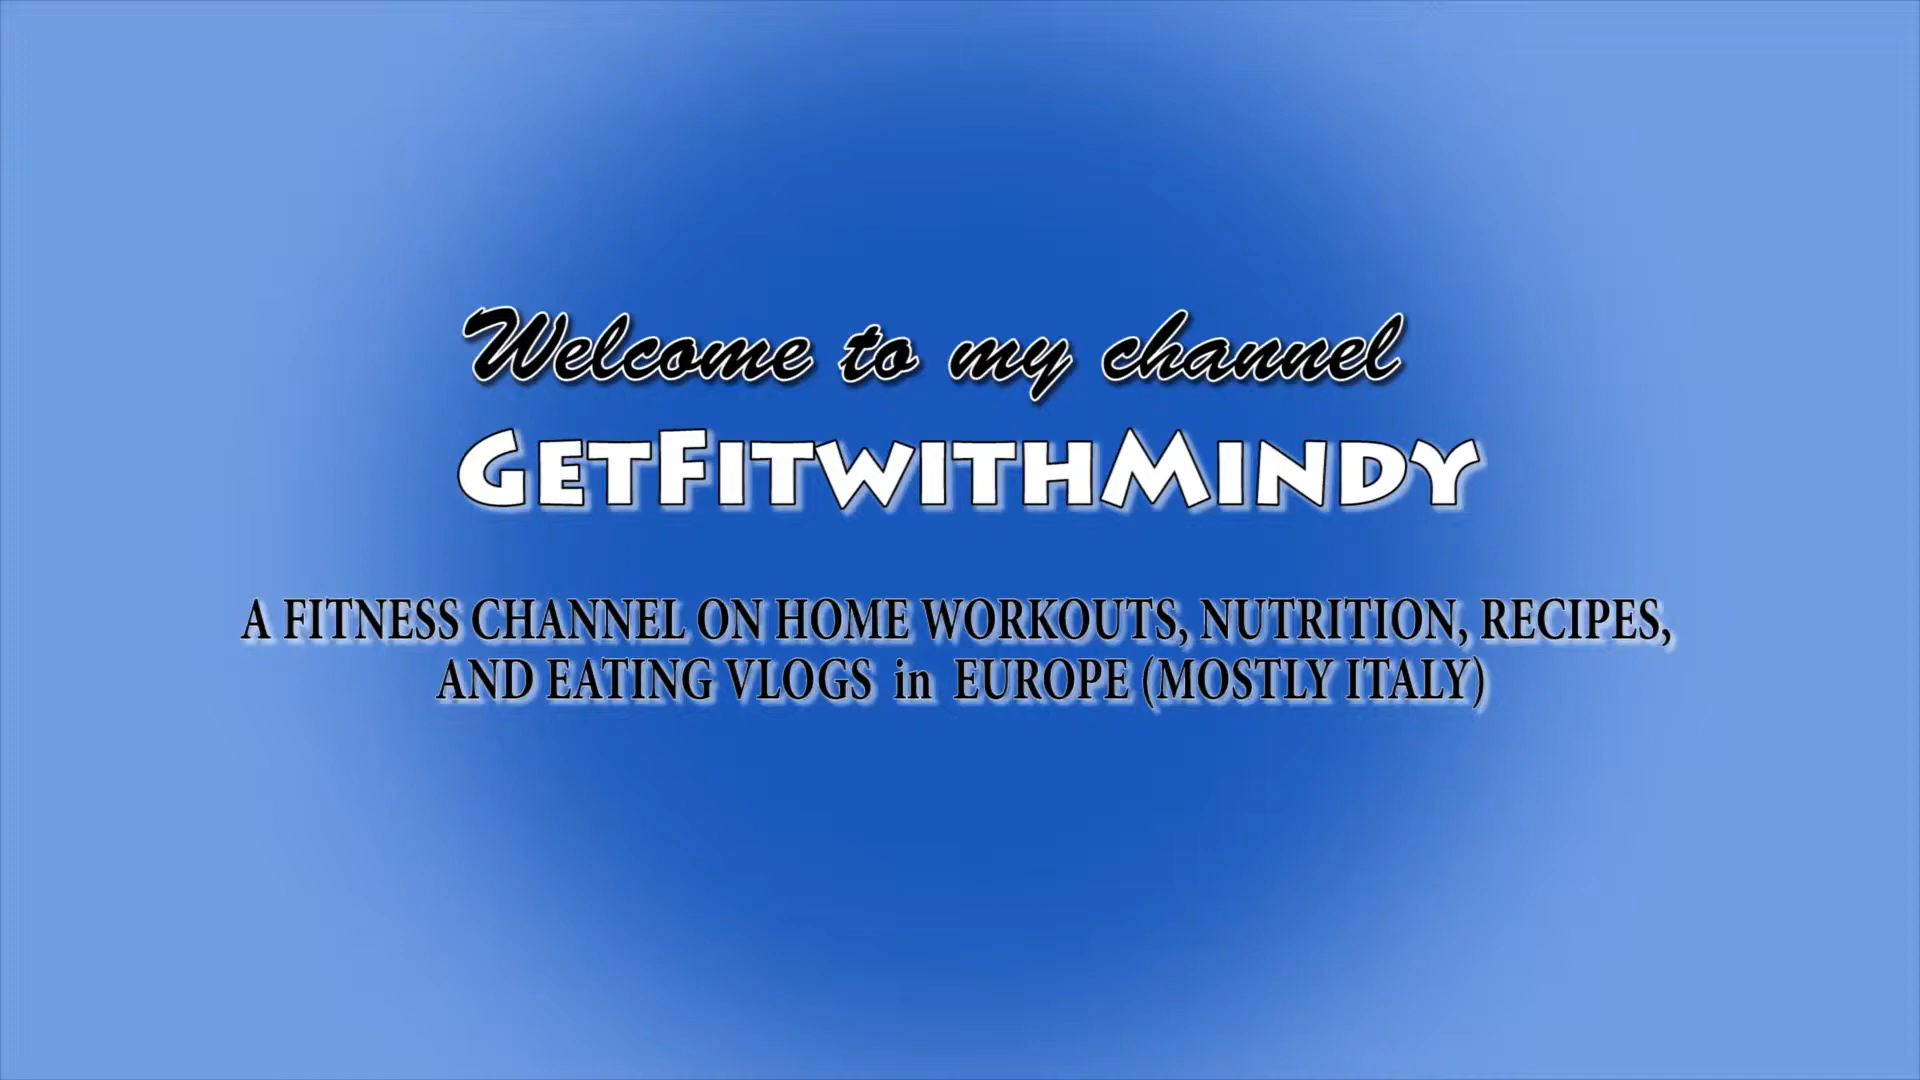 Welcome to my channel
GetFitwithMindy
A FITNESS CHANNEL ON HOME WORKOUTS, NUTRITION, RECIPES,
AND EATING VLOGS in EUROPE (MOSTLY ITALY)